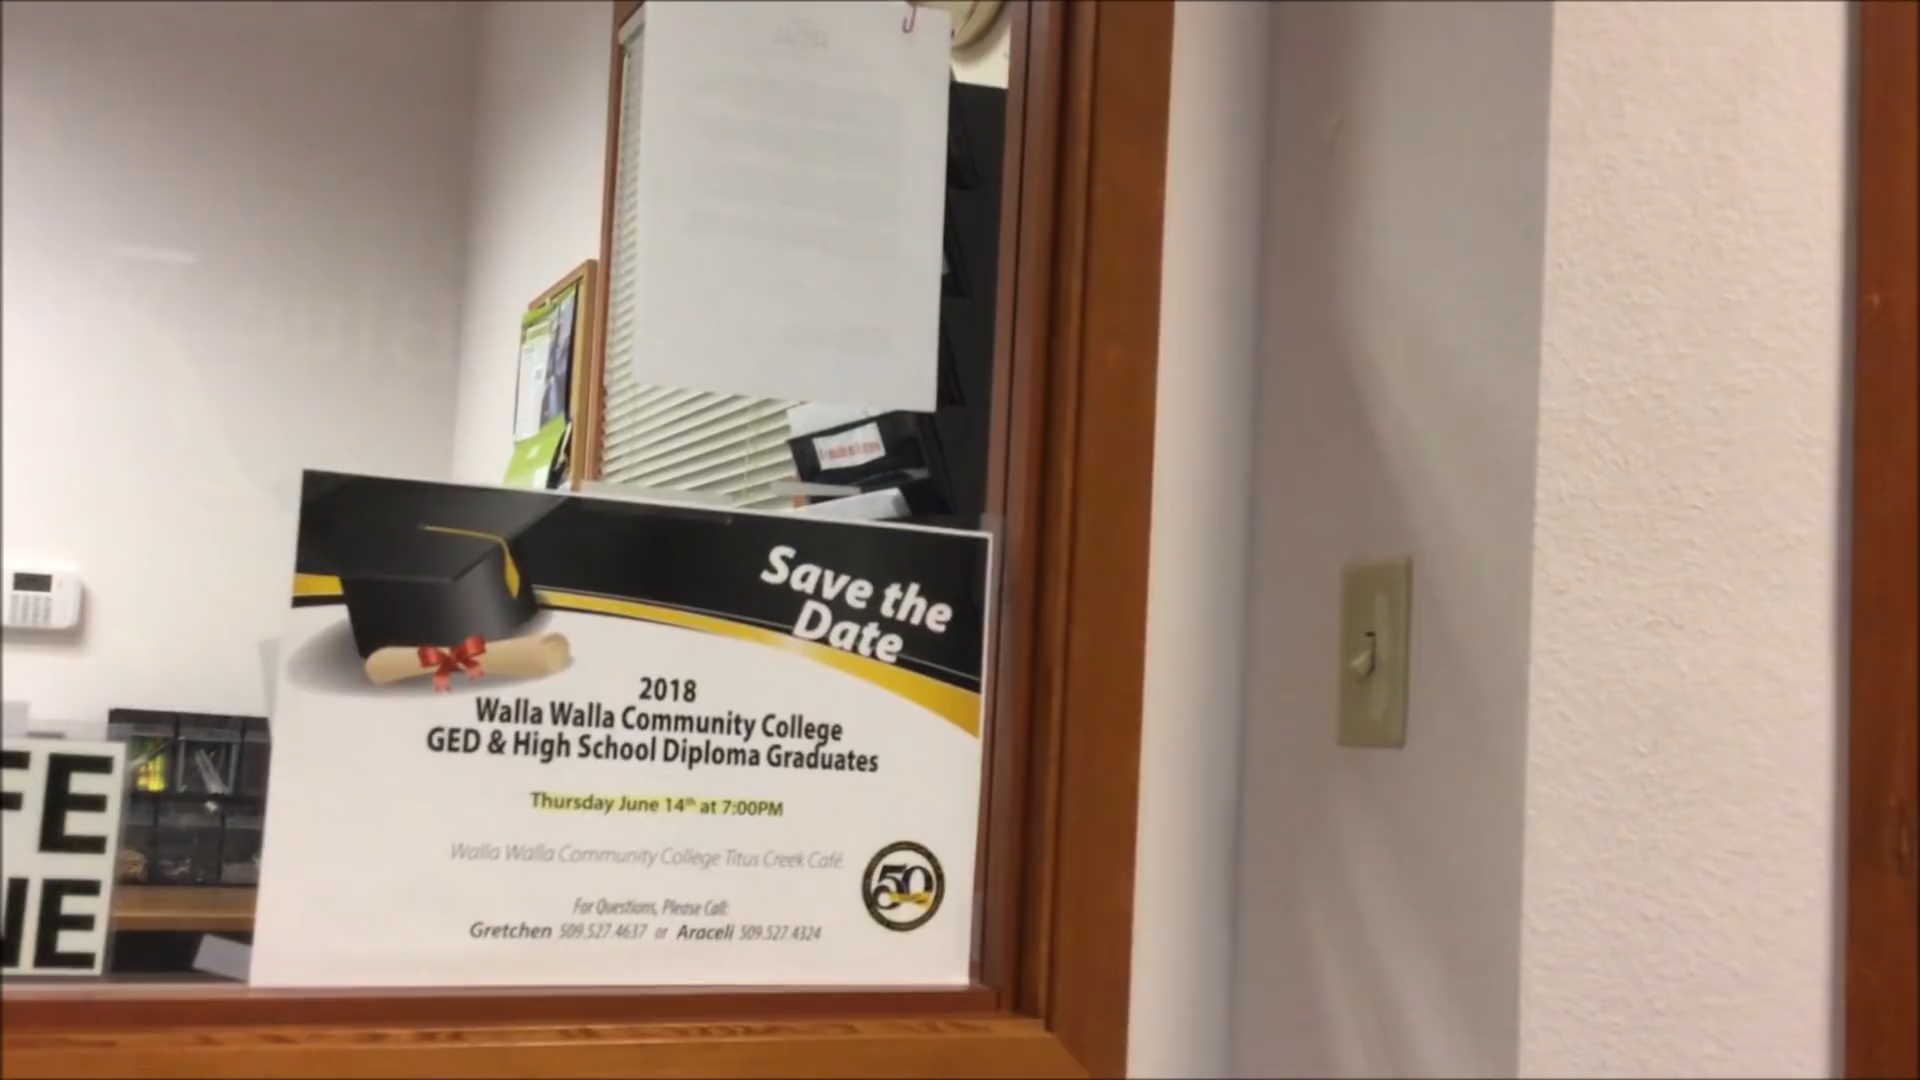 Save the
Date
2018
Walla Walla Community College
GED & High School Diploma Graduates
Thursday June 14th at 7:00PM
Walla Walla Community College Titus Creek Café.
For Questions, Please Call:
Gretchen 509.527.4637 or Araceli 509.527.4324
50
FE
NE